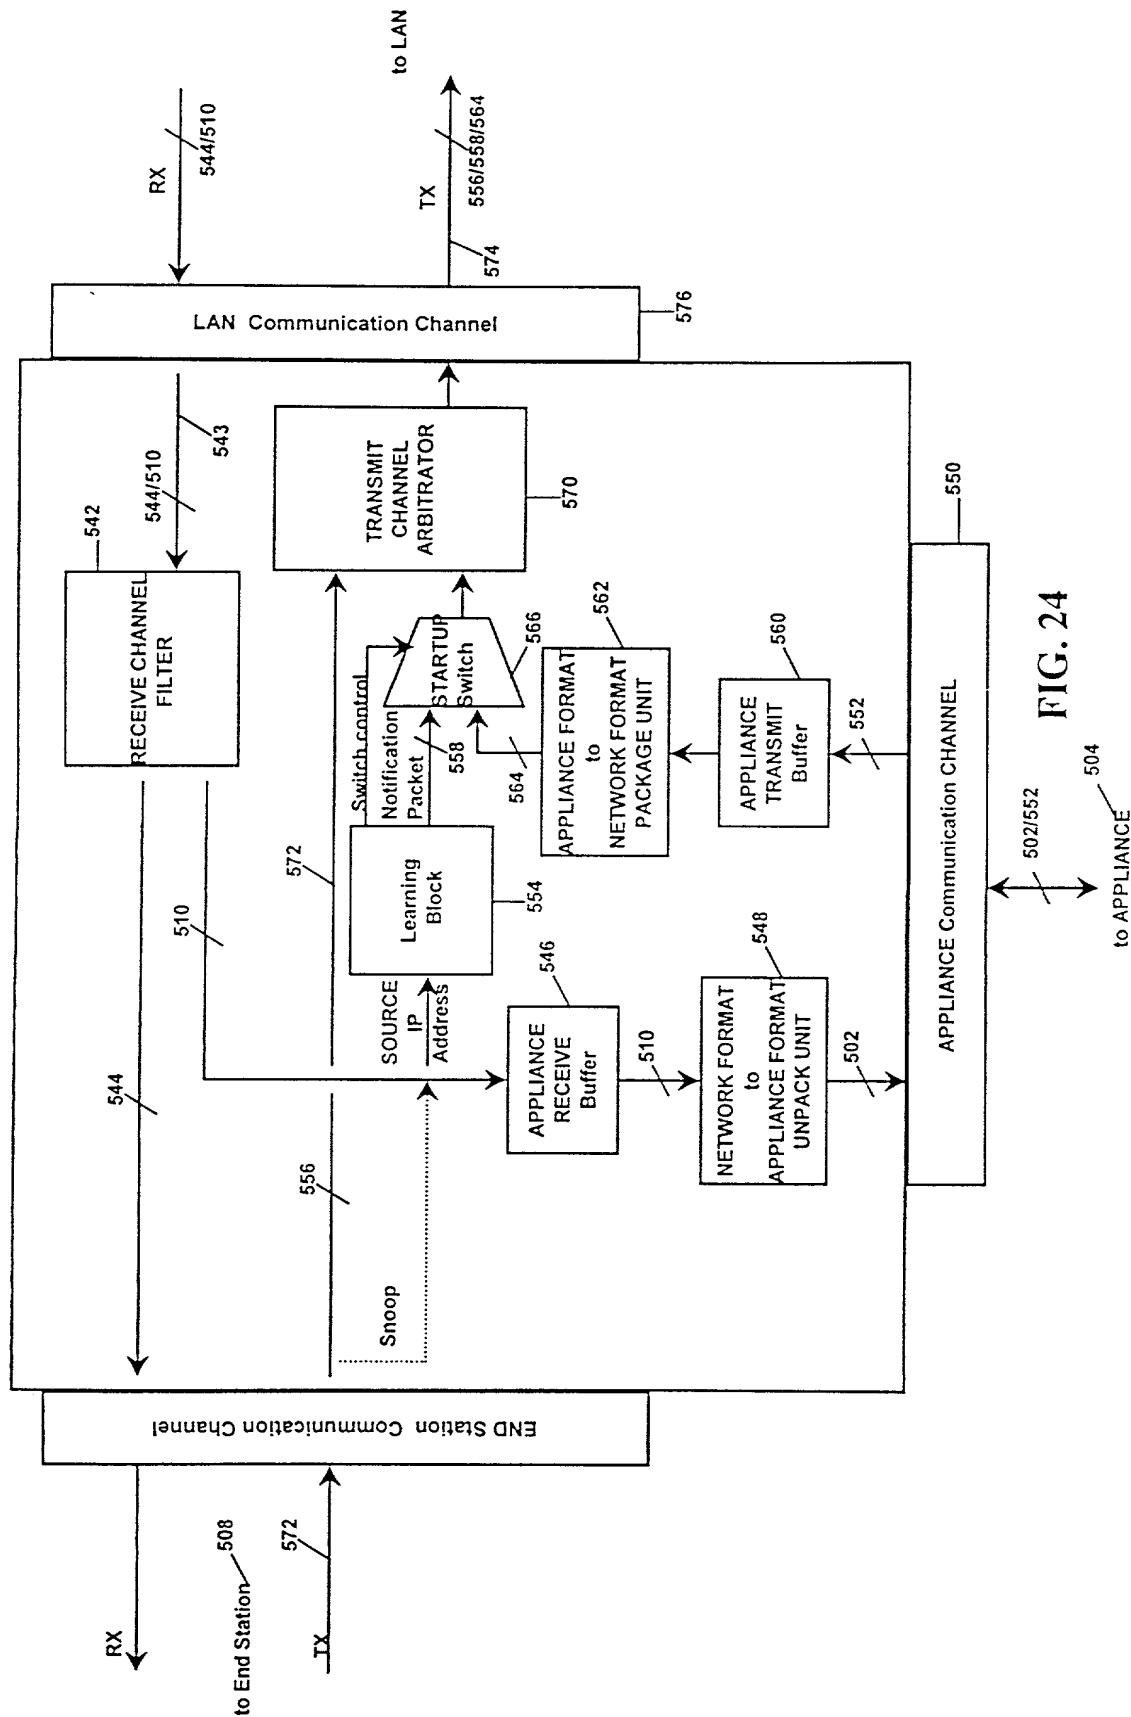 RX
to End Station
508
572
TX
END Station Communication Channel
544
510
556
Snoop
572
SOURCE
IP
Address
Learning
Block
554
Switch control
Notification
Packet
558
564
STARTUP
Switch
566
542
RECEIVE CHANNEL
FILTER
544/510
543
TRANSMIT
CHANNEL
ARBITRATOR
570
LAN Communication Channel
576
RX
544/510
TX
574
556/558/564
to LAN
APPLIANCE
RECEIVE
Buffer
546
510
NETWORK FORMAT
to
APPLIANCE FORMAT
UNPACK UNIT
548
502
APPLIANCE FORMAT
to
NETWORK FORMAT
PACKAGE UNIT
562
APPLIANCE
TRANSMIT
Buffer
560
552
APPLIANCE Communication CHANNEL
550
502/552
to APPLIANCE
504
FIG. 24